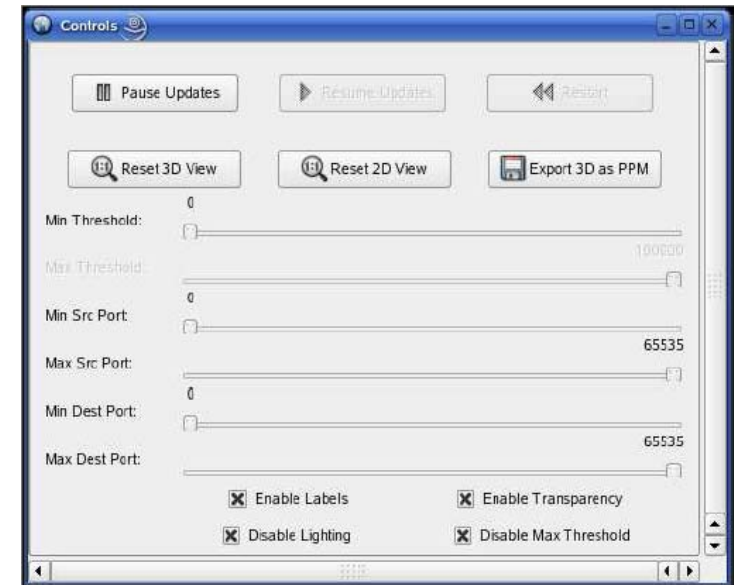 Controls
Pause Updates
Resume Updates
Restart
Reset 3D View
Reset 2D View
Export 3D as PPM
0
Min Threshold:
100000
Max Threshold:
0
Min Src Port:
65535
Max Src Port:
0
Min Dest Port:
65535
Max Dest Port:
Enable Labels
Enable Transparency
Disable Lighting
Disable Max Threshold